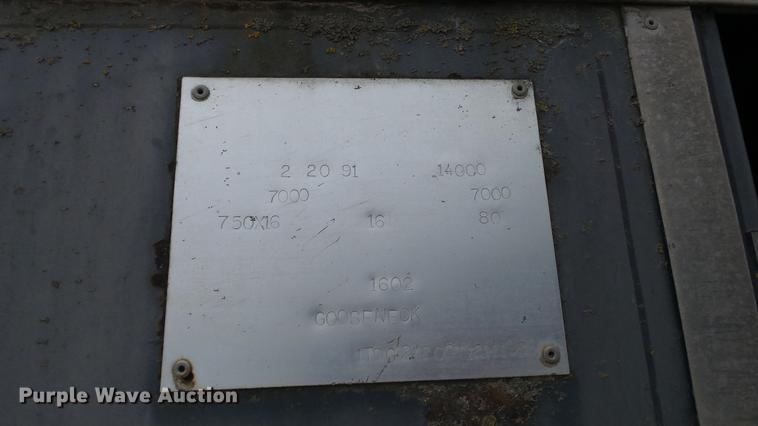 2 20 91 14000
7000 7000
750X16 16 80
1602
GOOSENECK
Purple Wave Auction